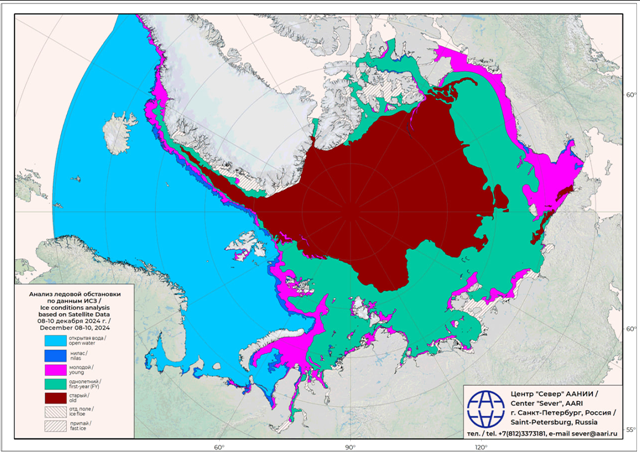 60°
Анализ ледовой обстановки
по данным ИСЗ /
Ice conditions analysis
based on Satellite Data
08-10 декабря 2024 г. /
December 08-10, 2024
открытая вода /
open water
нилас /
nilas
молодой /
young
однолетний /
first-year (FY)
старый /
old
отд. поле /
ice floe
припай /
fast ice
60°
Центр "Север" ААНИИ /
Center "Sever", AARI
г. Санкт-Петербург, Россия /
Saint-Petersburg, Russia
тел. / tel. +7(812)3373181, e-mail sever@aari.ru
55°
60°
90°
120°